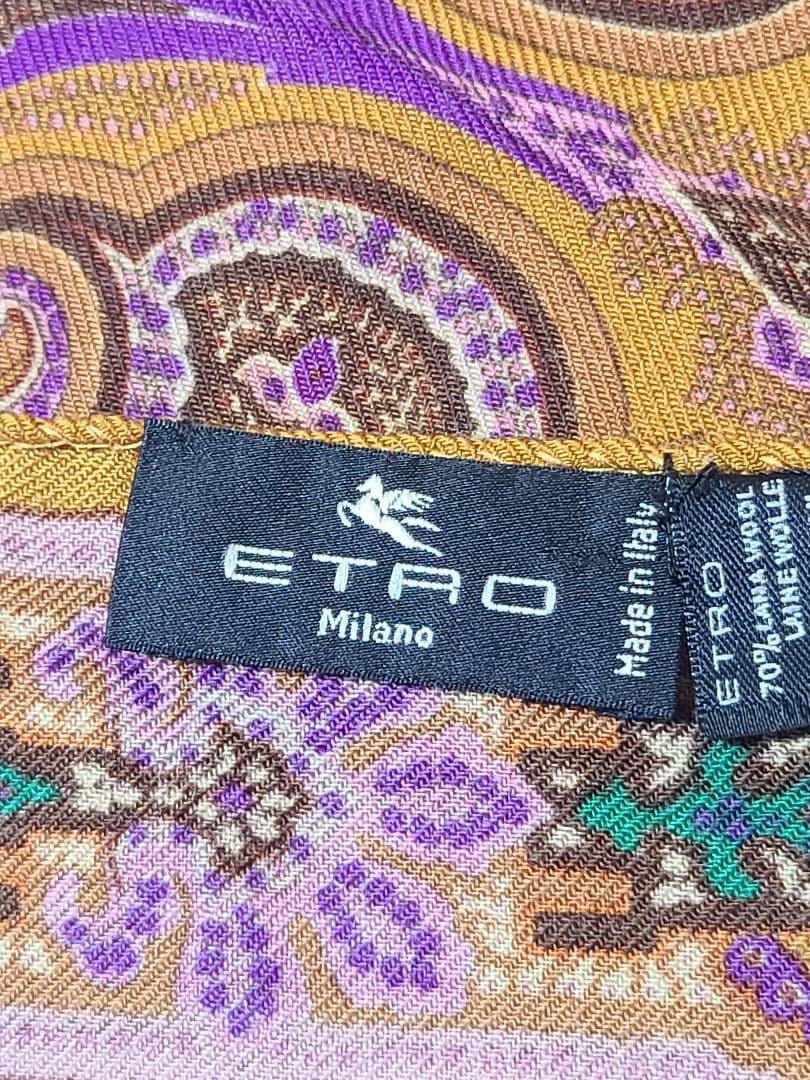 ETRO
Milano
Made in Italy
ETRO
70% LANA WOOL
LAINE WOLLE